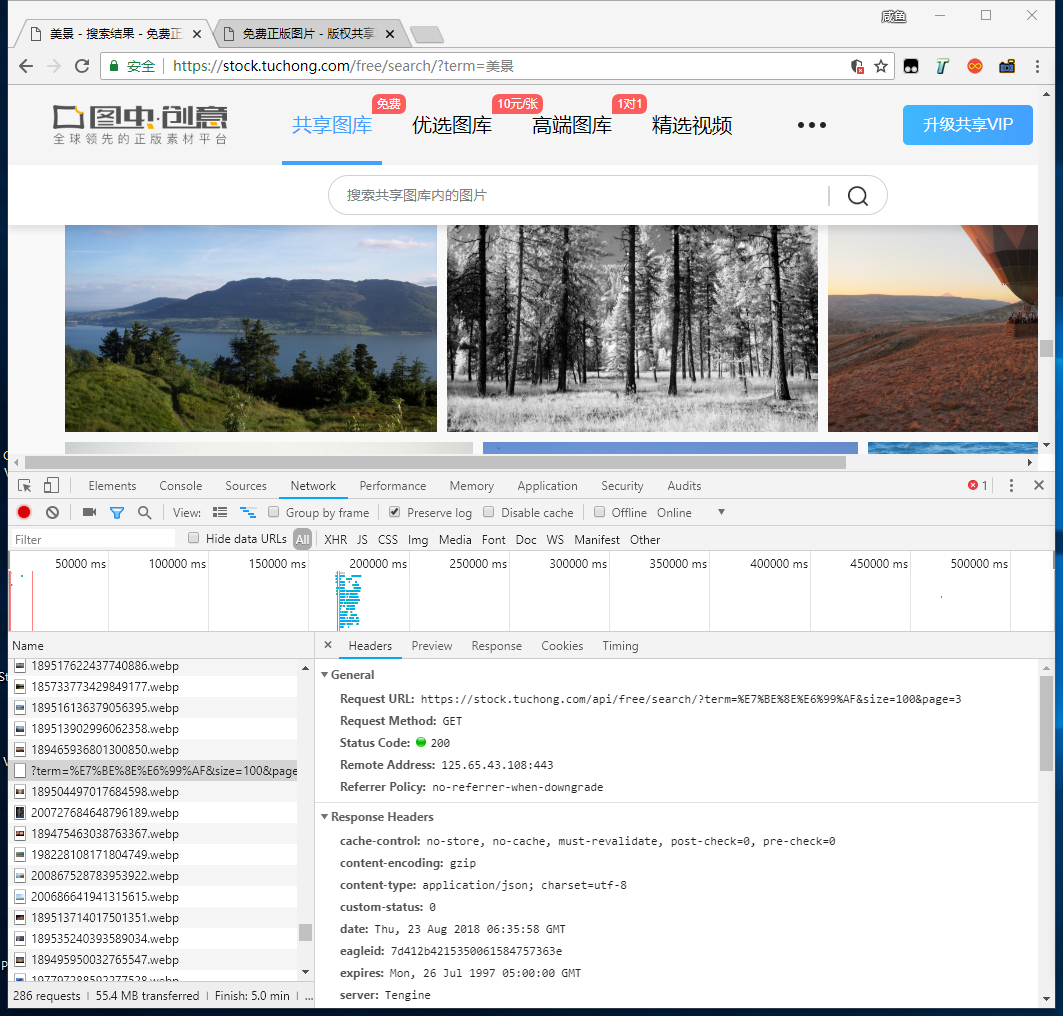 咸鱼
美景 - 搜索结果 - 免费正
免费正版图片 - 版权共享
安全 https://stock.tuchong.com/free/search/?term=美景
图虫·创意
全球领先的正版素材平台
共享图库 免费 优选图库 10元/张 高端图库 1对1 精选视频 ••• 升级共享VIP
搜索共享图库内的图片
Elements Console Sources Network Performance Memory Application Security Audits 1
View: Group by frame Preserve log Disable cache Offline Online
Filter Hide data URLs All XHR JS CSS Img Media Font Doc WS Manifest Other
50000 ms 100000 ms 150000 ms 200000 ms 250000 ms 300000 ms 350000 ms 400000 ms 450000 ms 500000 ms
Name
189517622437740886.webp
185733773429849177.webp
189516136379056395.webp
189513902996062358.webp
189465936801300850.webp
?term=%E7%BE%8E%E6%99%AF&size=100&page
189504497017684598.webp
200727684648796189.webp
189475463038763367.webp
198228108171804749.webp
200867528783953922.webp
200686641941315615.webp
189513714017501351.webp
189535240393589034.webp
189495950032765547.webp
197797288592277528.webp
286 requests | 55.4 MB transferred | Finish: 5.0 min | ...
Headers Preview Response Cookies Timing
General
Request URL: https://stock.tuchong.com/api/free/search/?term=%E7%BE%8E%E6%99%AF&size=100&page=3
Request Method: GET
Status Code: 200
Remote Address: 125.65.43.108:443
Referrer Policy: no-referrer-when-downgrade
Response Headers
cache-control: no-store, no-cache, must-revalidate, post-check=0, pre-check=0
content-encoding: gzip
content-type: application/json; charset=utf-8
custom-status: 0
date: Thu, 23 Aug 2018 06:35:58 GMT
eagleid: 7d412b4215350061584757363e
expires: Mon, 26 Jul 1997 05:00:00 GMT
server: Tengine